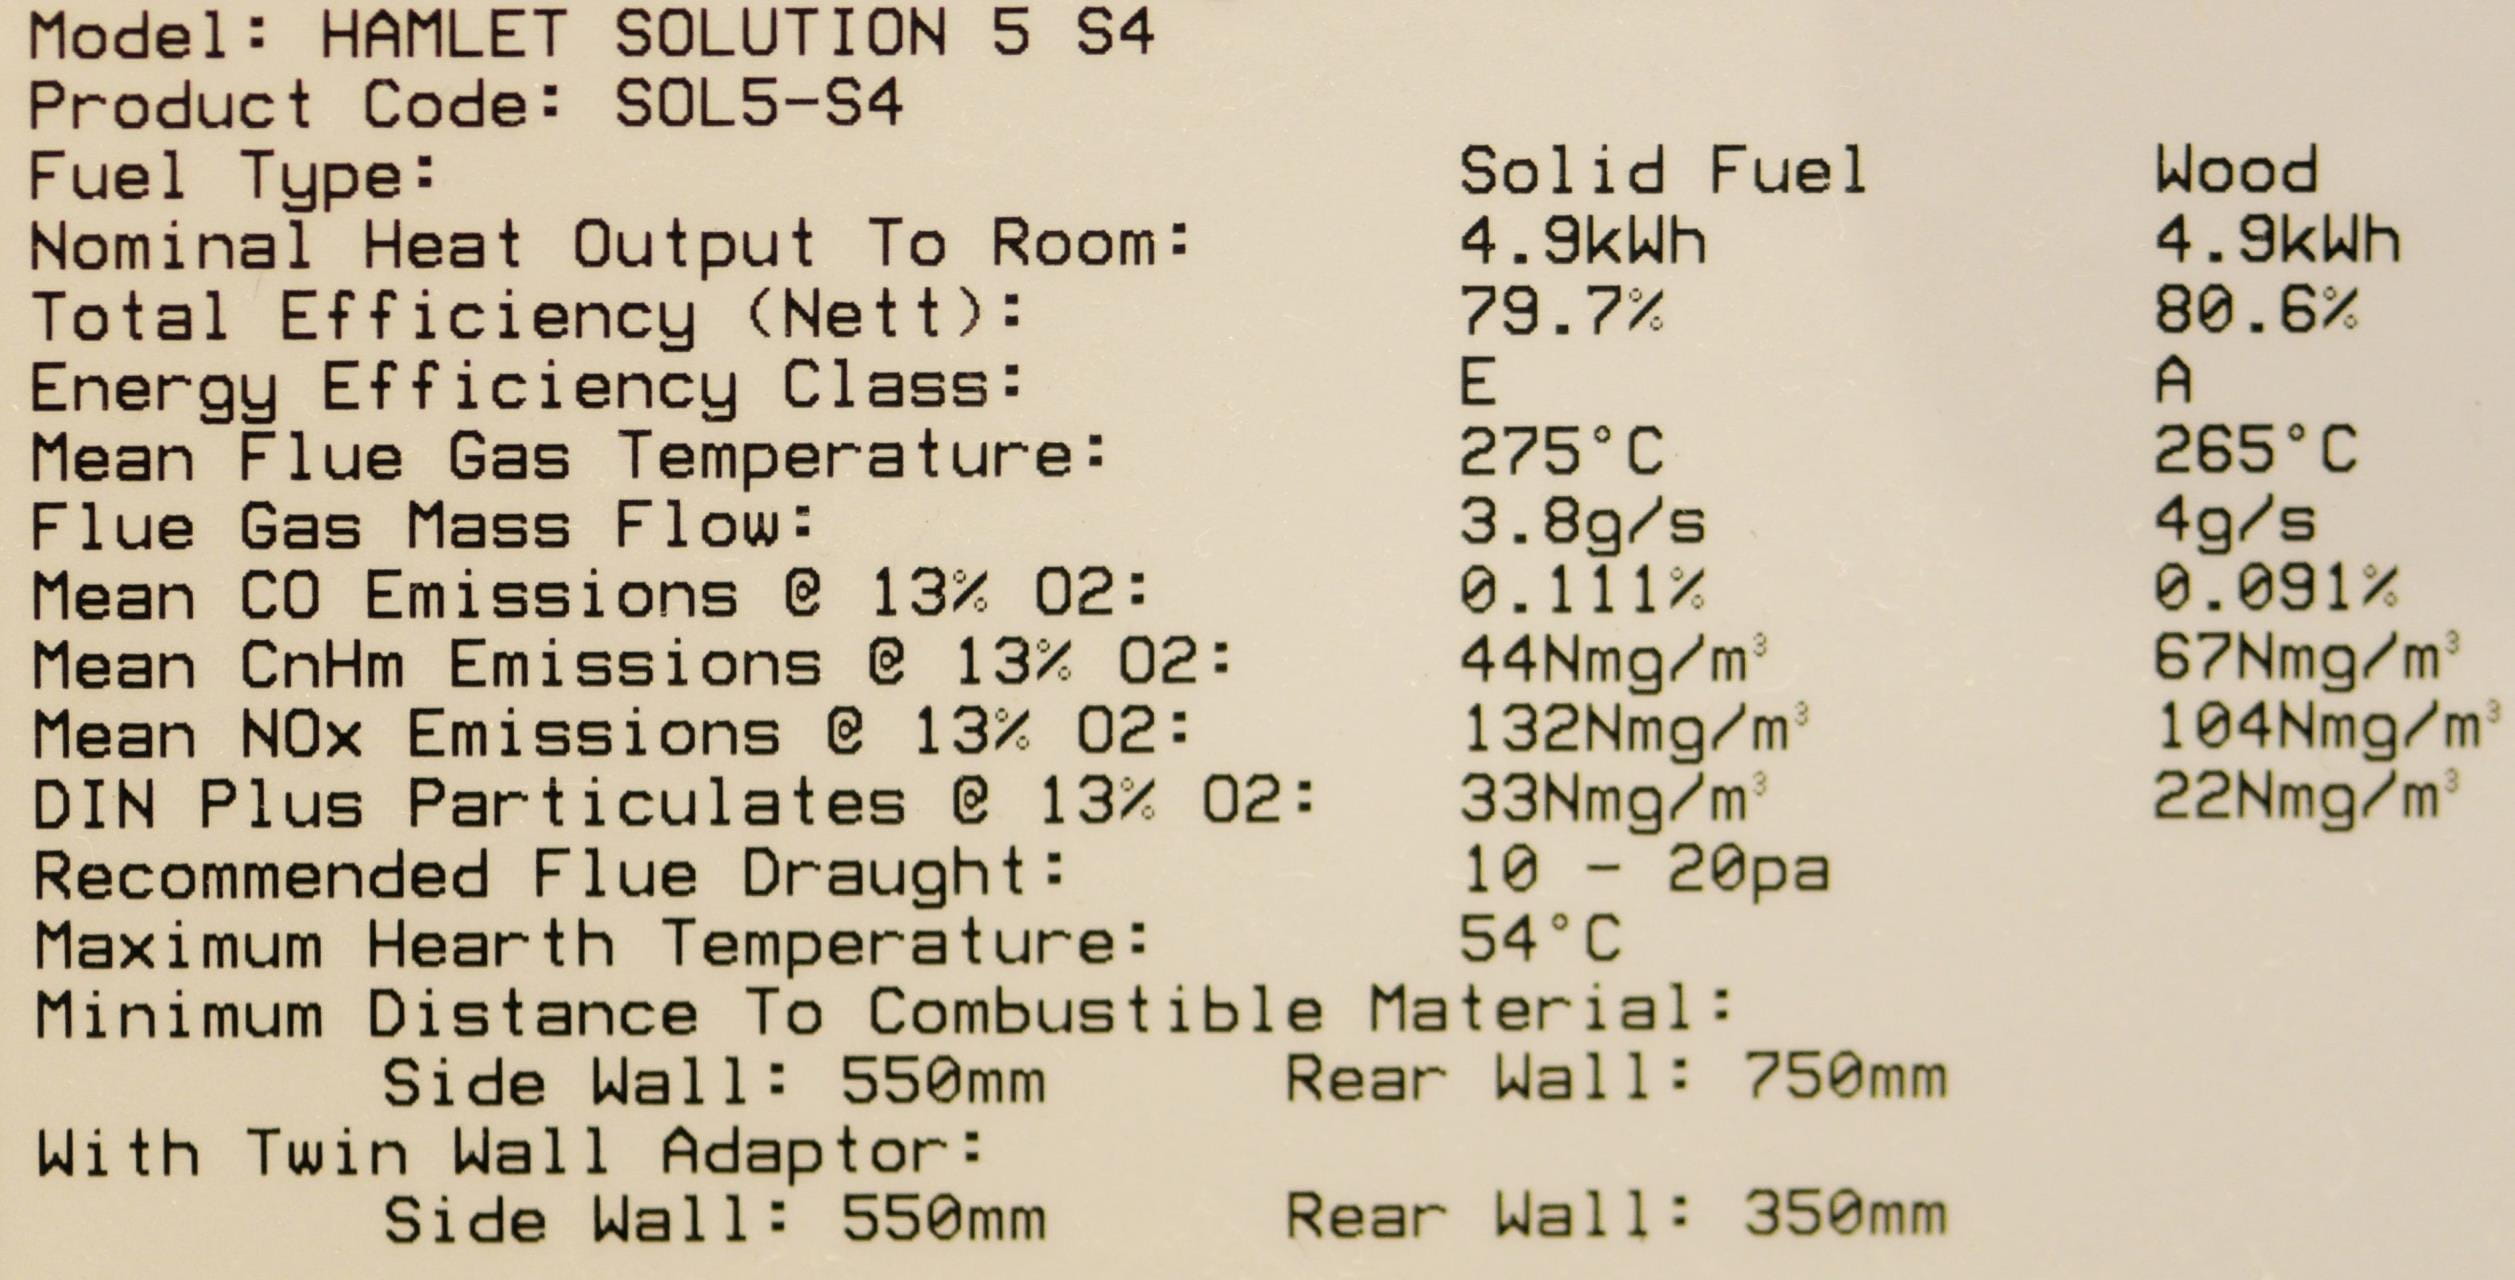 Model: HAMLET SOLUTION 5 S4
Product Code: SOL5-S4
Fuel Type: Solid Fuel Wood
Nominal Heat Output To Room: 4.9kWh 4.9kWh
Total Efficiency (Nett): 79.7% 80.6%
Energy Efficiency Class: E A
Mean Flue Gas Temperature: 275°C 265°C
Flue Gas Mass Flow: 3.8g/s 4g/s
Mean CO Emissions @ 13% O2: 0.111% 0.091%
Mean CnHm Emissions @ 13% O2: 44Nmg/m³ 67Nmg/m³
Mean NOx Emissions @ 13% O2: 132Nmg/m³ 104Nmg/m³
DIN Plus Particulates @ 13% O2: 33Nmg/m³ 22Nmg/m³
Recommended Flue Draught: 10 - 20pa
Maximum Hearth Temperature: 54°C
Minimum Distance To Combustible Material:
Side Wall: 550mm Rear Wall: 750mm
With Twin Wall Adaptor:
Side Wall: 550mm Rear Wall: 350mm